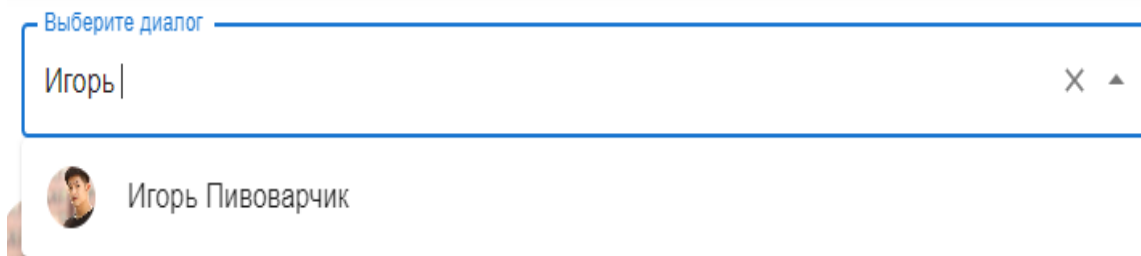 Выберите диалог
Игорь
Игорь Пивоварчик